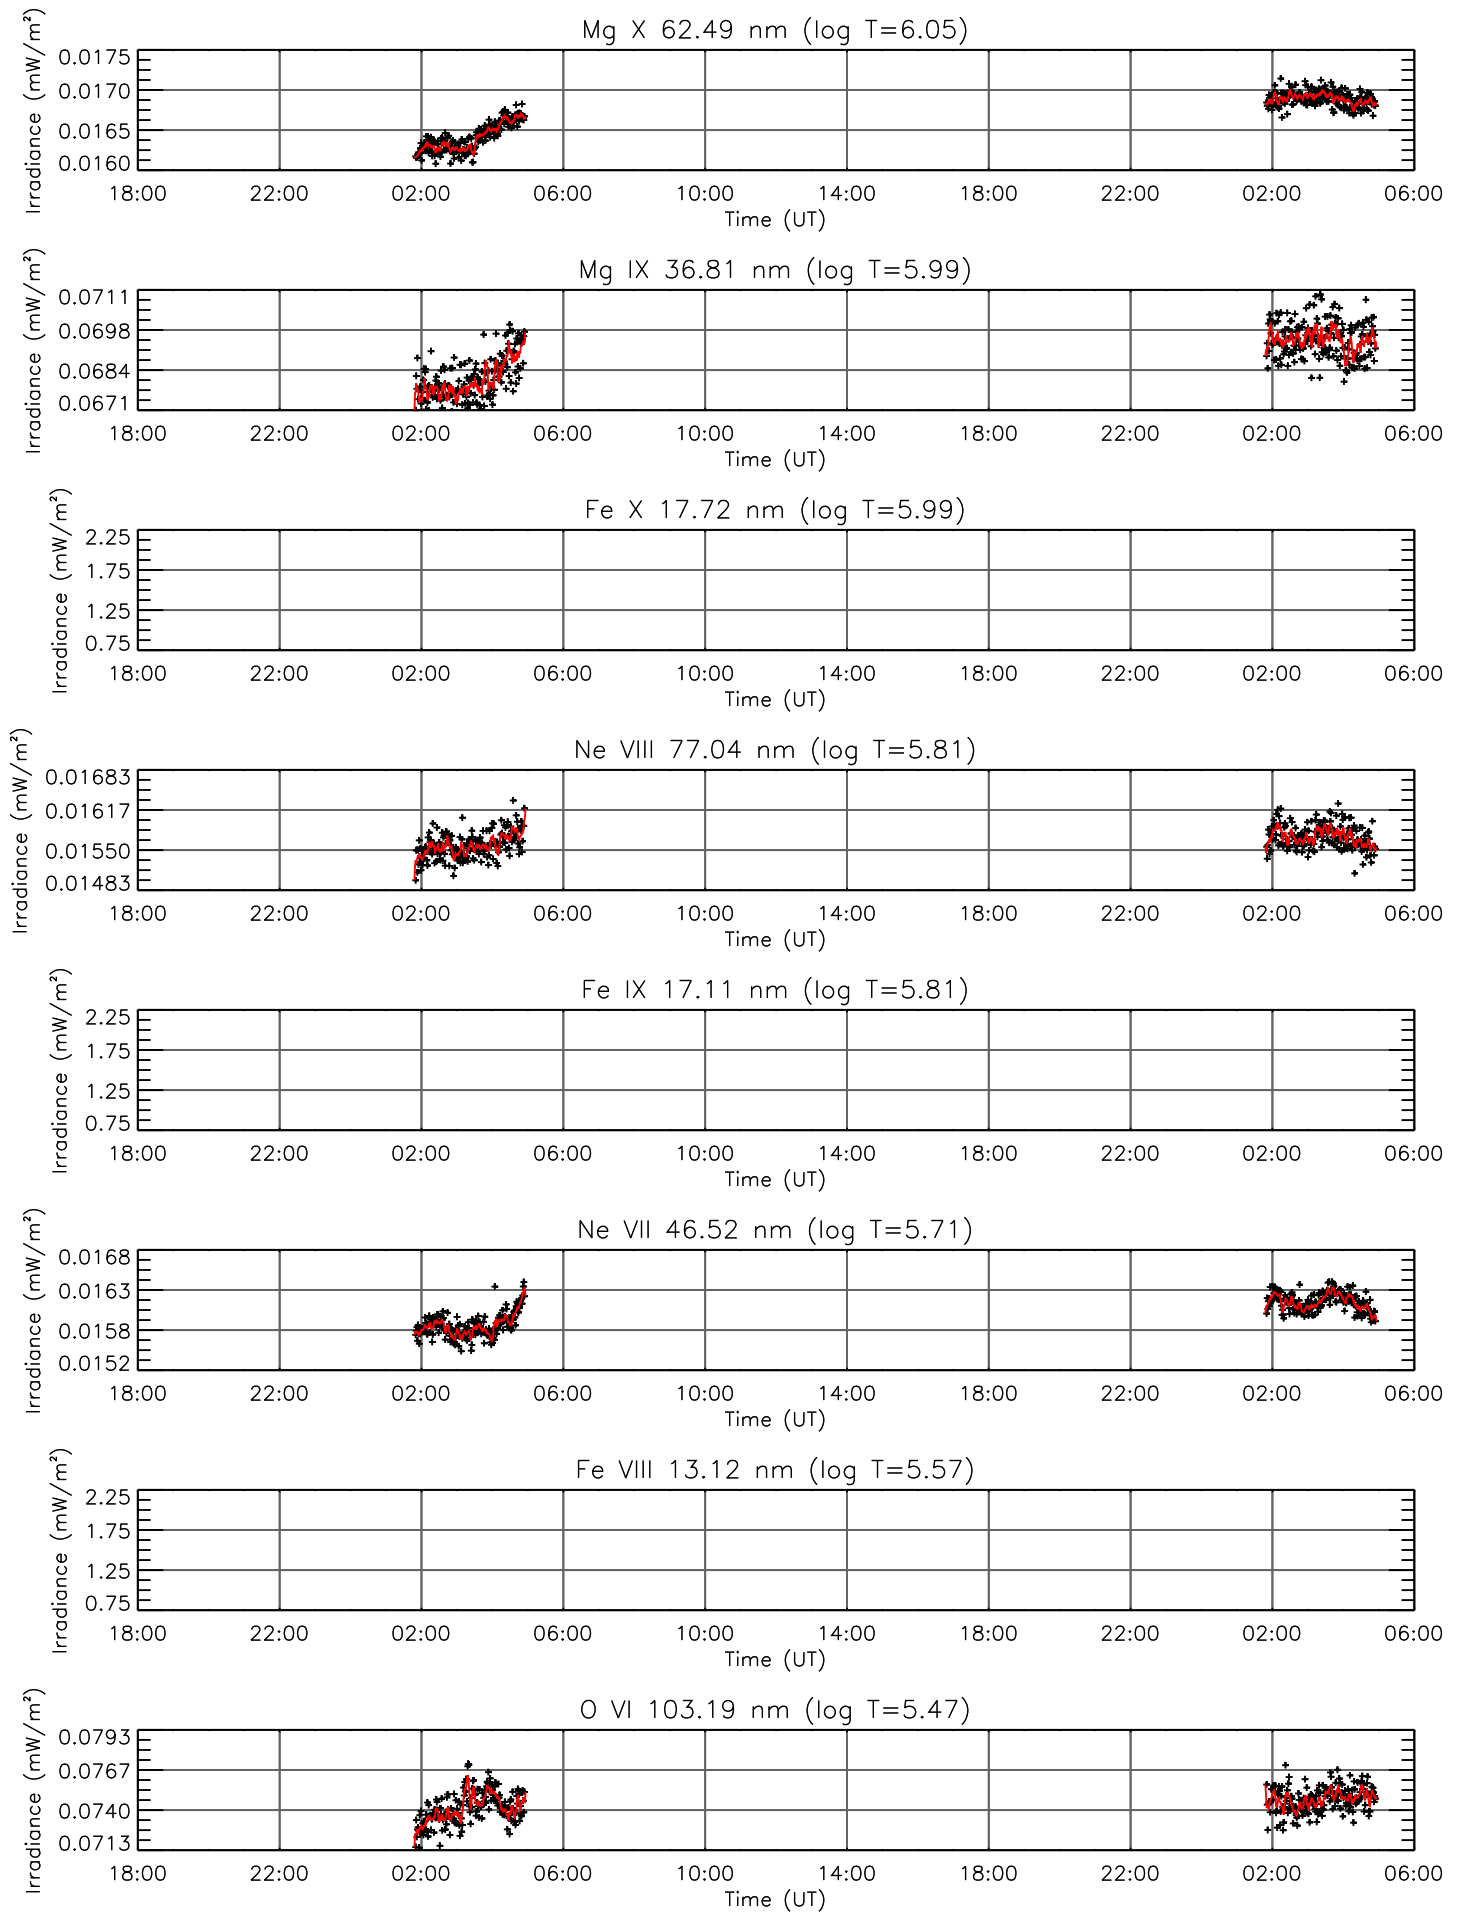 Mg X 62.49 nm (log T=6.05)
Irradiance (mW/m²)
0.0175
0.0170
0.0165
0.0160
18:00 22:00 02:00 06:00 10:00 14:00 18:00 22:00 02:00 06:00
Time (UT)
Mg IX 36.81 nm (log T=5.99)
Irradiance (mW/m²)
0.0711
0.0698
0.0684
0.0671
18:00 22:00 02:00 06:00 10:00 14:00 18:00 22:00 02:00 06:00
Time (UT)
Fe X 17.72 nm (log T=5.99)
Irradiance (mW/m²)
2.25
1.75
1.25
0.75
18:00 22:00 02:00 06:00 10:00 14:00 18:00 22:00 02:00 06:00
Time (UT)
Ne VIII 77.04 nm (log T=5.81)
Irradiance (mW/m²)
0.01683
0.01617
0.01550
0.01483
18:00 22:00 02:00 06:00 10:00 14:00 18:00 22:00 02:00 06:00
Time (UT)
Fe IX 17.11 nm (log T=5.81)
Irradiance (mW/m²)
2.25
1.75
1.25
0.75
18:00 22:00 02:00 06:00 10:00 14:00 18:00 22:00 02:00 06:00
Time (UT)
Ne VII 46.52 nm (log T=5.71)
Irradiance (mW/m²)
0.0168
0.0163
0.0158
0.0152
18:00 22:00 02:00 06:00 10:00 14:00 18:00 22:00 02:00 06:00
Time (UT)
Fe VIII 13.12 nm (log T=5.57)
Irradiance (mW/m²)
2.25
1.75
1.25
0.75
18:00 22:00 02:00 06:00 10:00 14:00 18:00 22:00 02:00 06:00
Time (UT)
O VI 103.19 nm (log T=5.47)
Irradiance (mW/m²)
0.0793
0.0767
0.0740
0.0713
18:00 22:00 02:00 06:00 10:00 14:00 18:00 22:00 02:00 06:00
Time (UT)